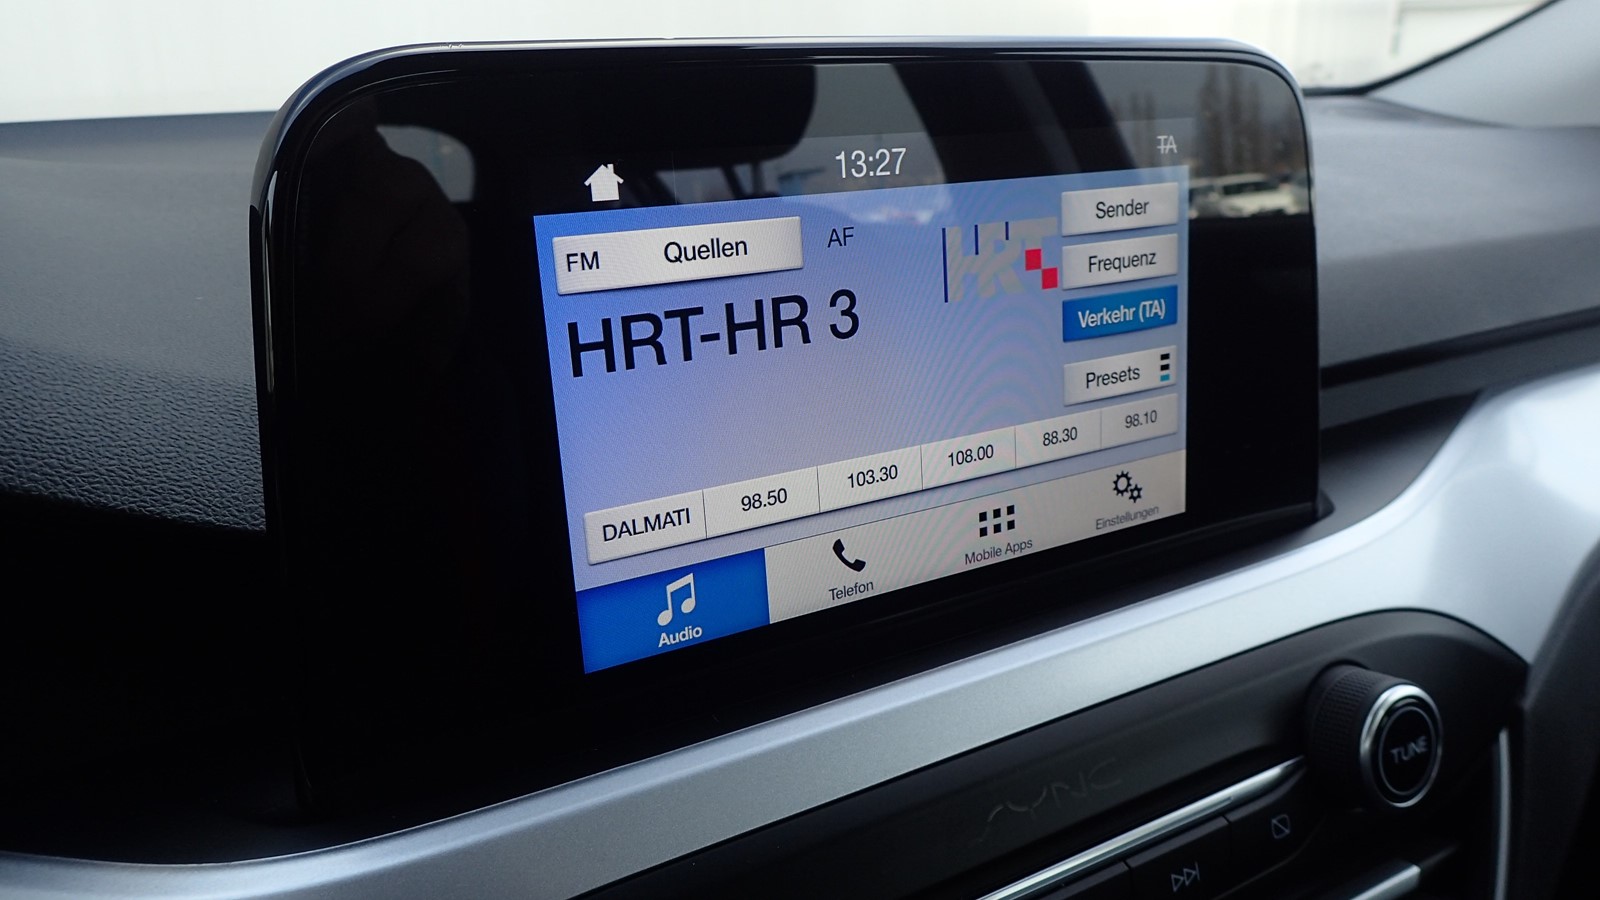 13:27
TA
FM Quellen
AF
HRT
Sender
Frequenz
HRT-HR 3
Verkehr (TA)
Presets
DALMATI 98.50 103.30 108.00 88.30 98.10
Audio
Telefon
Mobile Apps
Einstellungen
TUNE
SYNC